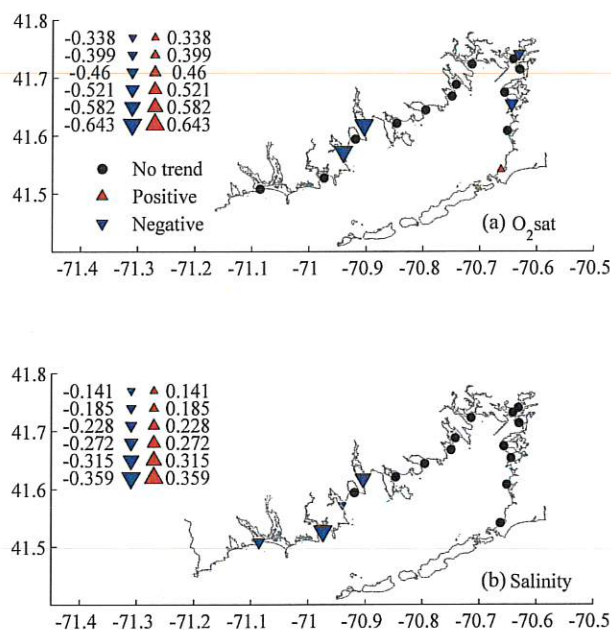 41.8
-0.338 0.338
-0.399 0.399
41.7 -0.46 0.46
-0.521 0.521
-0.582 0.582
41.6 -0.643 0.643
No trend
41.5 Positive
Negative
(a) O₂sat
-71.4 -71.3 -71.2 -71.1 -71 -70.9 -70.8 -70.7 -70.6 -70.5
41.8
-0.141 0.141
-0.185 0.185
41.7 -0.228 0.228
-0.272 0.272
-0.315 0.315
41.6 -0.359 0.359
41.5
(b) Salinity
-71.4 -71.3 -71.2 -71.1 -71 -70.9 -70.8 -70.7 -70.6 -70.5